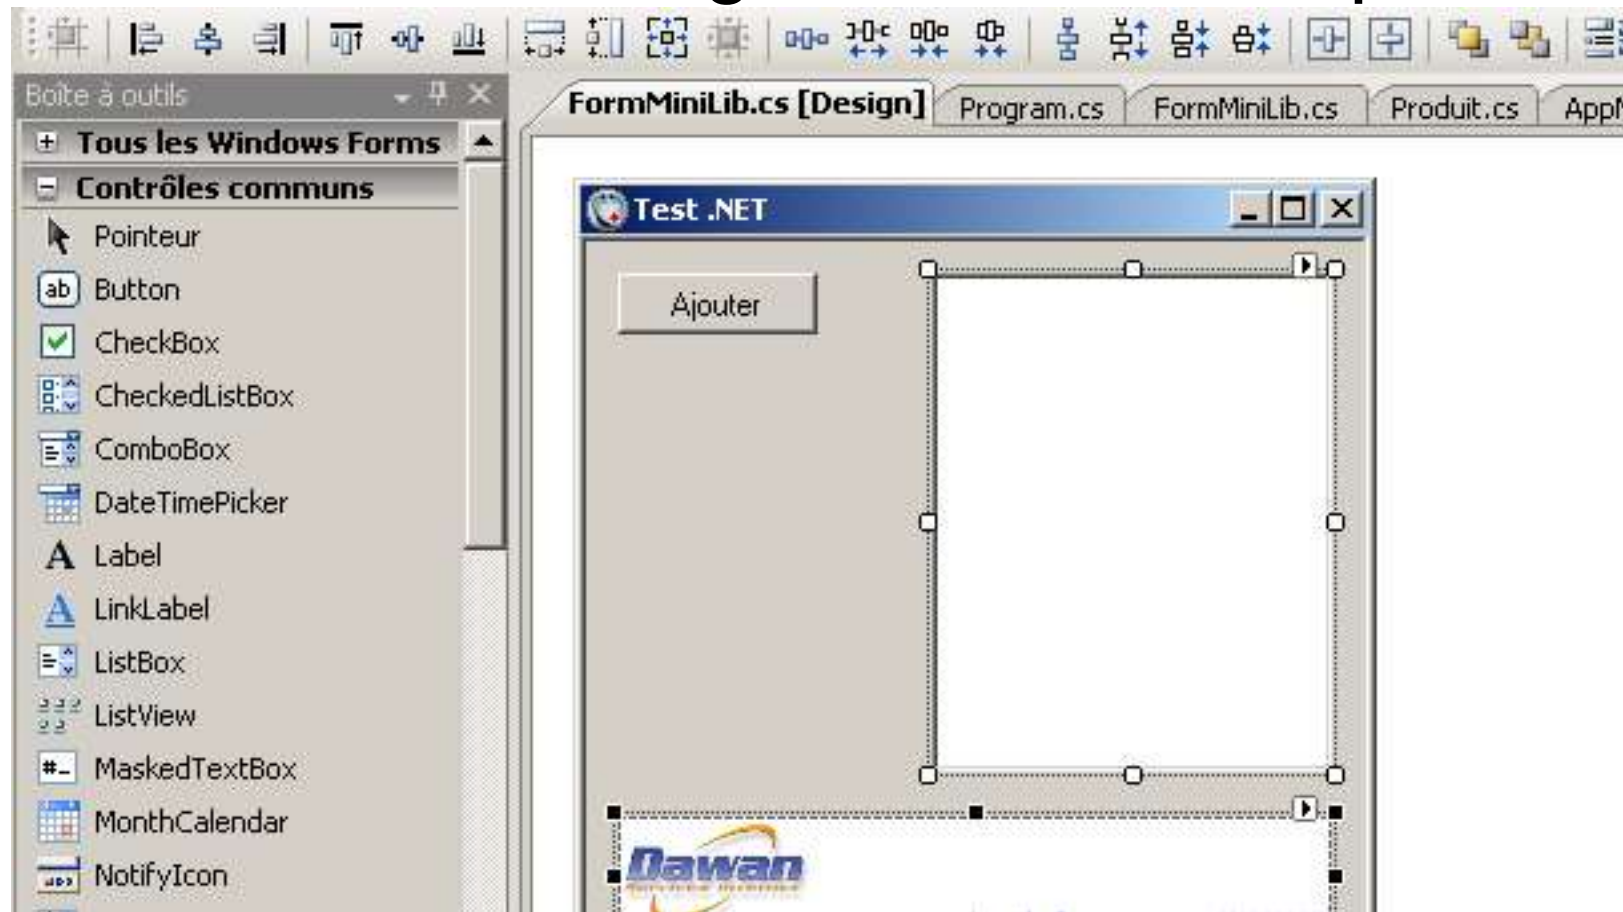 Boîte à outils
FormMiniLib.cs [Design] Program.cs FormMiniLib.cs Produit.cs
Tous les Windows Forms
Contrôles communs
Pointeur
Button
CheckBox
CheckedListBox
ComboBox
DateTimePicker
Label
LinkLabel
ListBox
ListView
MaskedTextBox
MonthCalendar
NotifyIcon
Test .NET
Ajouter
Dawan